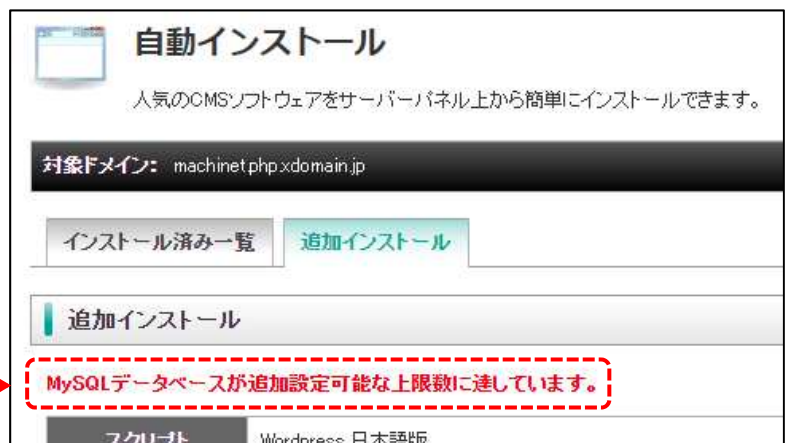 自動インストール
人気のCMSソフトウェアをサーバーパネル上から簡単にインストールできます。
対象ドメイン： machinet.php.xdomain.jp
インストール済み一覧 追加インストール
追加インストール
MySQLデータベースが追加設定可能な上限数に達しています。
スクリプト Wordpress 日本語版